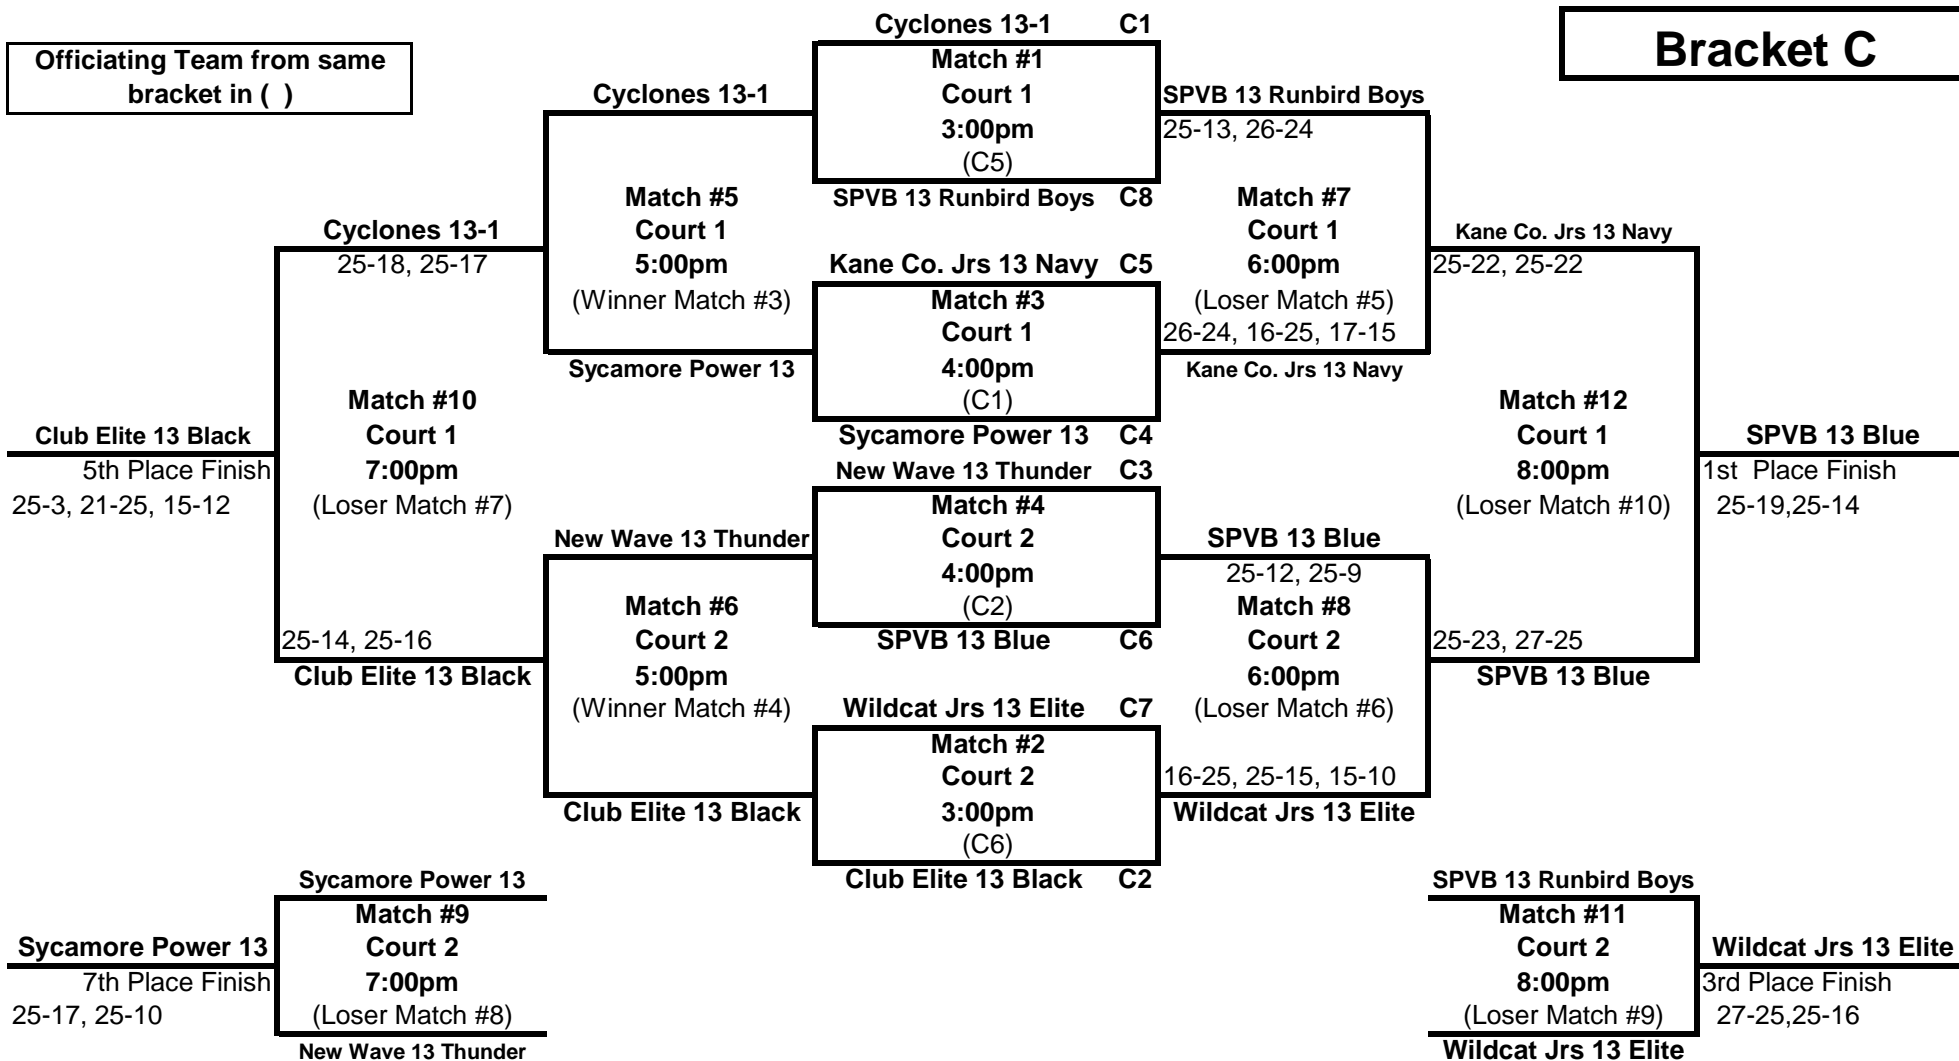 Cyclones 13-1 C1
Bracket C
Officiating Team from same
bracket in ( )
Match #1
Court 1
3:00pm
(C5)
SPVB 13 Runbird Boys C8
Cyclones 13-1
SPVB 13 Runbird Boys
25-13, 26-24
Match #5
Court 1
5:00pm
(Winner Match #3)
Match #7
Court 1
6:00pm
(Loser Match #5)
Cyclones 13-1
25-18, 25-17
Kane Co. Jrs 13 Navy
25-22, 25-22
Kane Co. Jrs 13 Navy C5
Match #3
Court 1
4:00pm
(C1)
Sycamore Power 13 C4
26-24, 16-25, 17-15
Kane Co. Jrs 13 Navy
Sycamore Power 13
Match #10
Court 1
7:00pm
(Loser Match #7)
Match #12
Court 1
8:00pm
(Loser Match #10)
Club Elite 13 Black
5th Place Finish
25-3, 21-25, 15-12
SPVB 13 Blue
1st  Place Finish
25-19,25-14
New Wave 13 Thunder C3
Match #4
Court 2
4:00pm
(C2)
SPVB 13 Blue C6
New Wave 13 Thunder
SPVB 13 Blue
25-12, 25-9
Match #6
Court 2
5:00pm
(Winner Match #4)
Match #8
Court 2
6:00pm
(Loser Match #6)
25-14, 25-16
Club Elite 13 Black
25-23, 27-25
SPVB 13 Blue
Wildcat Jrs 13 Elite C7
Match #2
Court 2
3:00pm
(C6)
Club Elite 13 Black C2
Club Elite 13 Black
16-25, 25-15, 15-10
Wildcat Jrs 13 Elite
Sycamore Power 13
Match #9
Court 2
7:00pm
(Loser Match #8)
New Wave 13 Thunder
Sycamore Power 13
7th Place Finish
25-17, 25-10
SPVB 13 Runbird Boys
Match #11
Court 2
8:00pm
(Loser Match #9)
Wildcat Jrs 13 Elite
Wildcat Jrs 13 Elite
3rd Place Finish
27-25,25-16